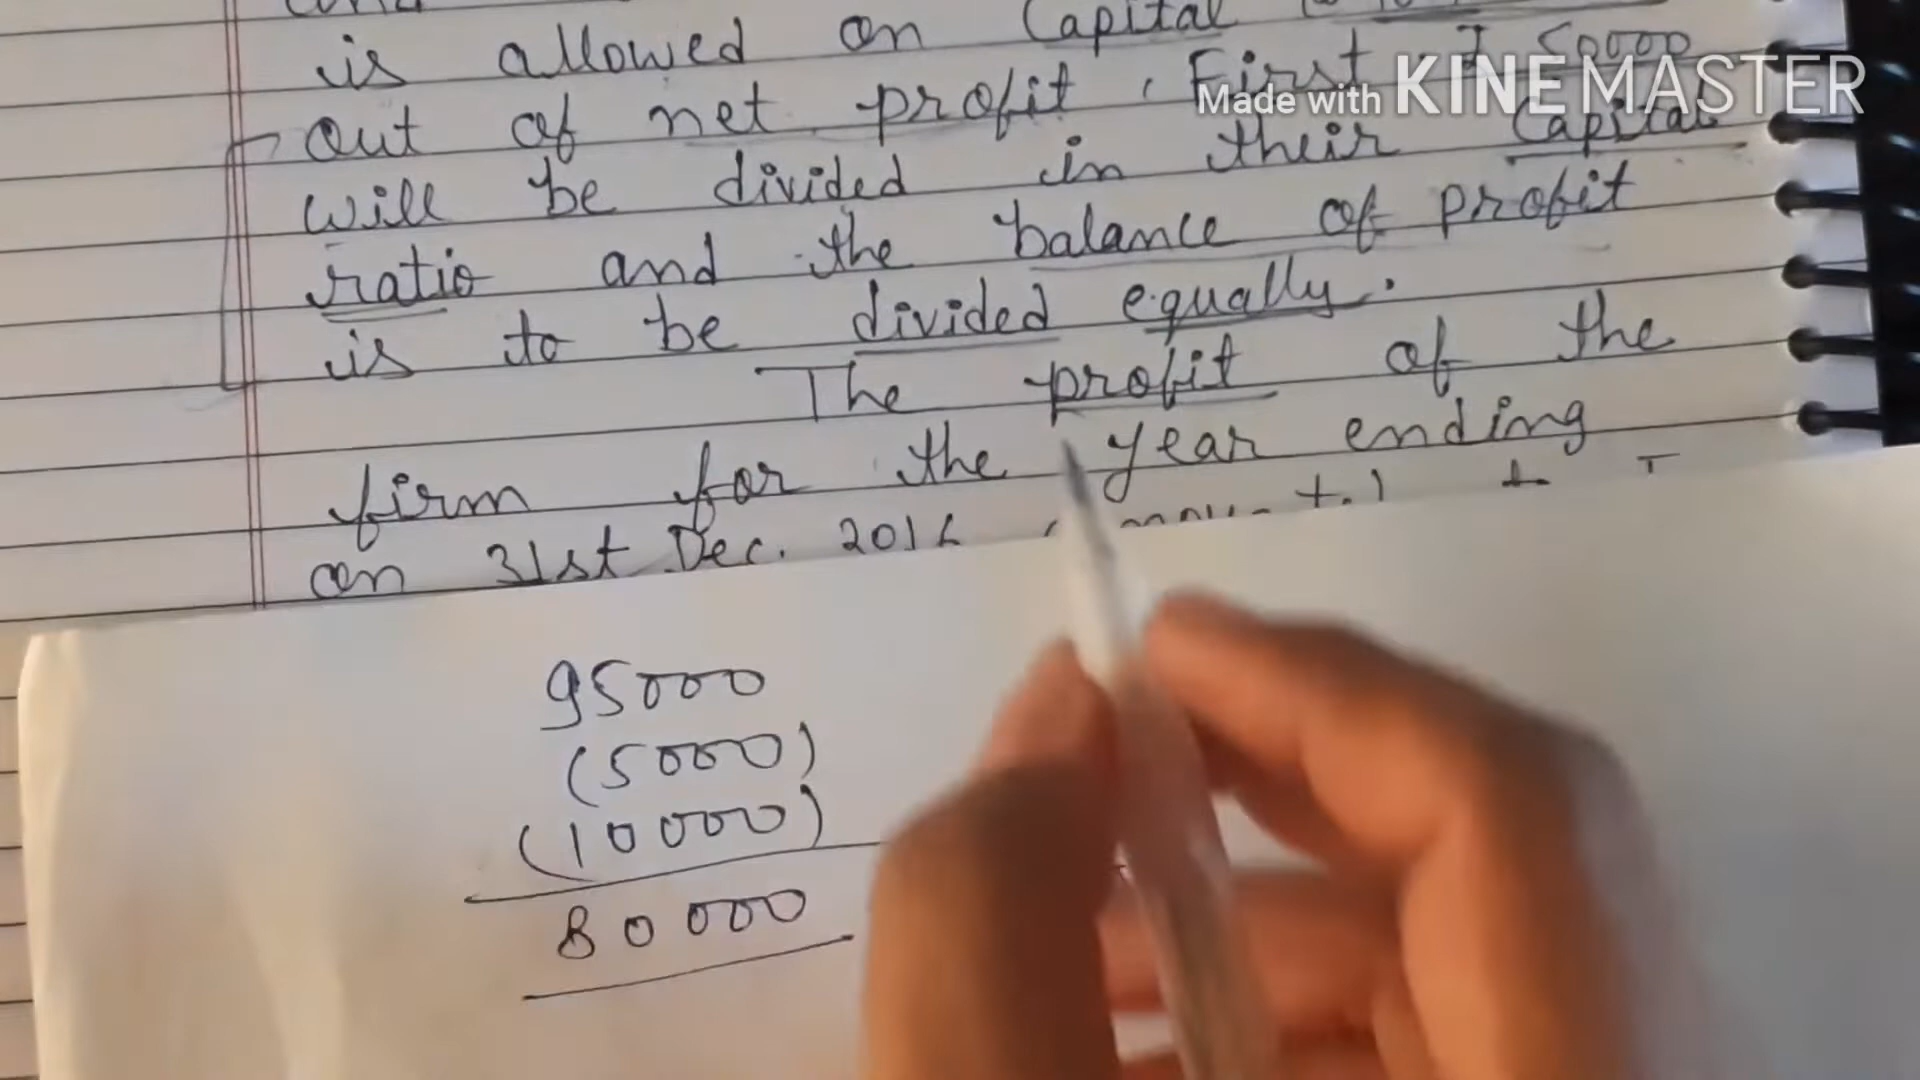 is allowed on Capital @
out of net profit. First ₹ 50000
will be divided in their Capital
ratio and the balance of profit
is to be divided equally.
The profit of the
firm for the year ending
on 31st Dec. 2016
95000
(5000)
(10000)
80000
Made with KINEMASTER